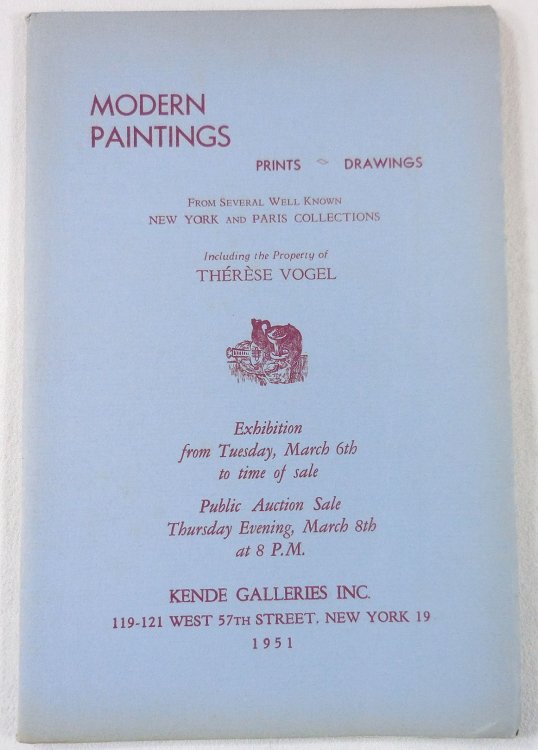 MODERN
PAINTINGS
PRINTS ~ DRAWINGS
From Several Well Known
NEW YORK AND PARIS COLLECTIONS
Including the Property of
THÉRÈSE VOGEL
Exhibition
from Tuesday, March 6th
to time of sale
Public Auction Sale
Thursday Evening, March 8th
at 8 P.M.
KENDE GALLERIES INC.
119-121 WEST 57TH STREET, NEW YORK 19
1951